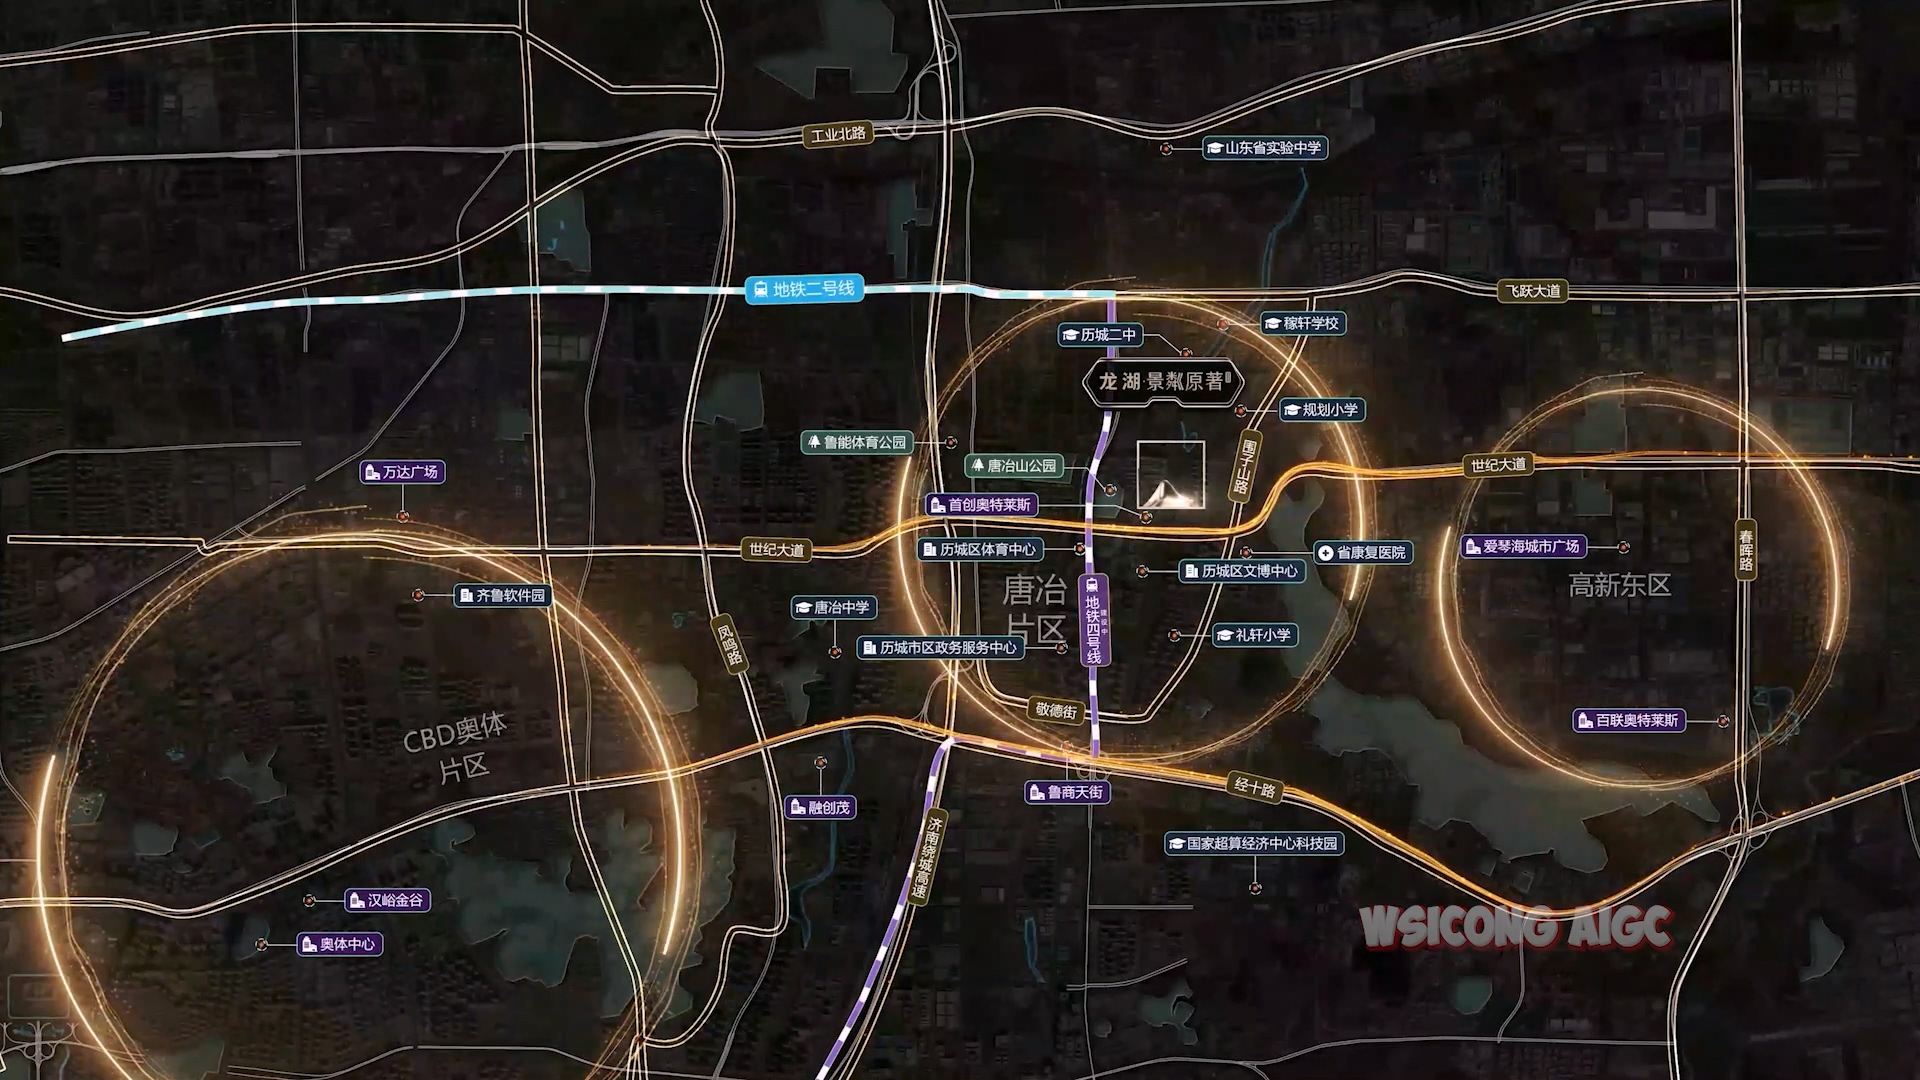 工业北路
山东省实验中学
地铁二号线
飞跃大道
稼轩学校
历城二中
龙湖·景粼原著
规划小学
鲁能体育公园
唐冶山公园
围子山路
世纪大道
万达广场
首创奥特莱斯
世纪大道
历城区体育中心
省康复医院
爱琴海城市广场
春晖路
历城区文博中心
高新东区
齐鲁软件园
唐冶
片区
唐冶中学
地铁四号线
建设中
凤鸣路
礼轩小学
历城市区政务服务中心
敬德街
百联奥特莱斯
CBD奥体
片区
融创茂
鲁商天街
经十路
济南绕城高速
国家超算经济中心科技园
汉峪金谷
WSICONG AIGC
奥体中心